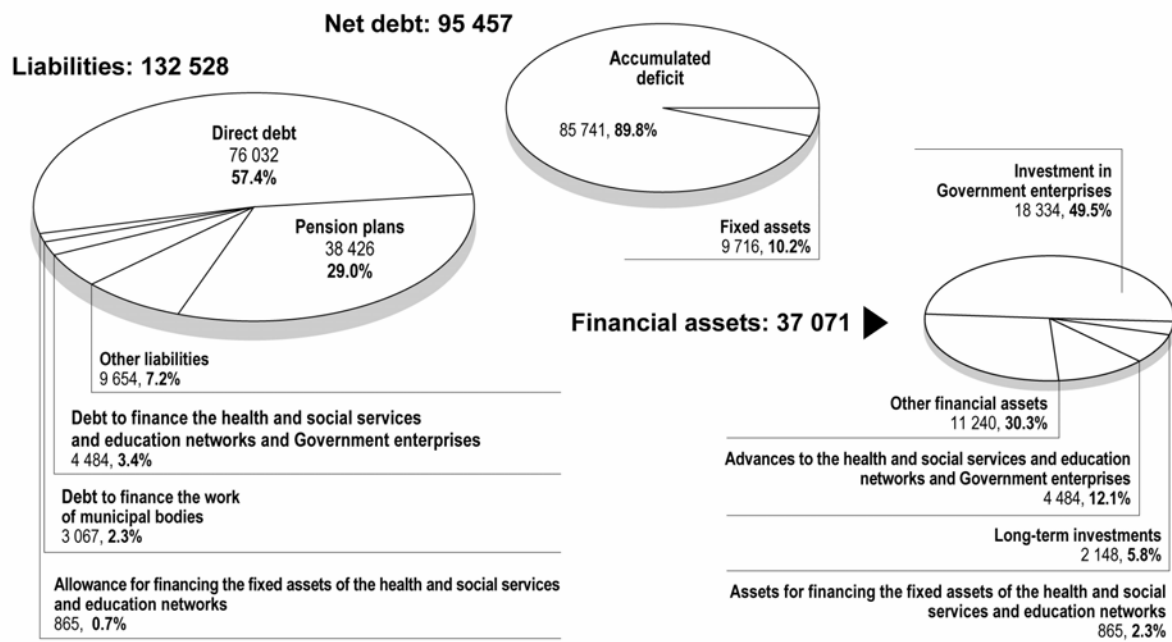 Net debt: 95 457
Accumulated
deficit
85 741, 89.8%
Fixed assets
9 716, 10.2%
Liabilities: 132 528
Direct debt
76 032
57.4%
Pension plans
38 426
29.0%
Other liabilities
9 654, 7.2%
Debt to finance the health and social services
and education networks and Government enterprises
4 484, 3.4%
Debt to finance the work
of municipal bodies
3 067, 2.3%
Allowance for financing the fixed assets of the health and social services
and education networks
865, 0.7%
Financial assets: 37 071
Investment in
Government enterprises
18 334, 49.5%
Other financial assets
11 240, 30.3%
Advances to the health and social services and education
networks and Government enterprises
4 484, 12.1%
Long-term investments
2 148, 5.8%
Assets for financing the fixed assets of the health and social
services and education networks
865, 2.3%